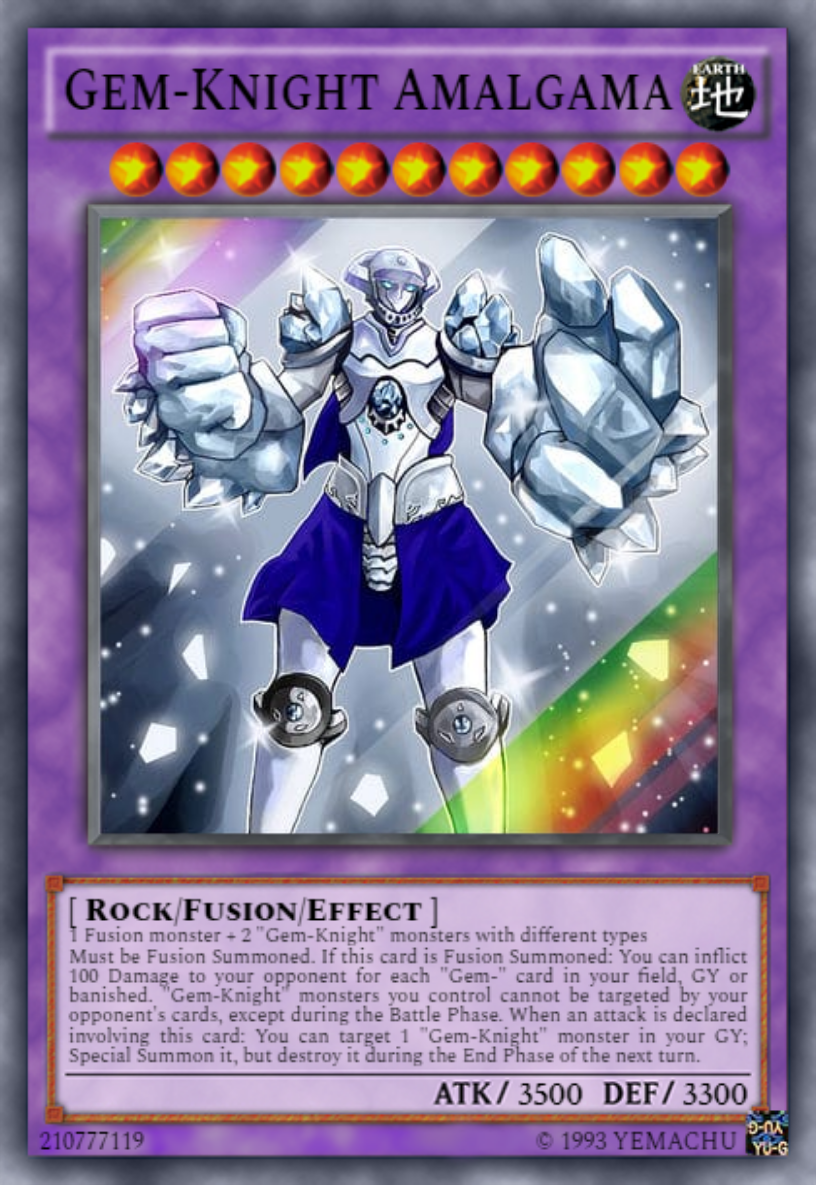 GEM-KNIGHT AMALGAMA
EARTH
地
[ ROCK/FUSION/EFFECT ]
1 Fusion monster + 2 "Gem-Knight" monsters with different types
Must be Fusion Summoned. If this card is Fusion Summoned: You can inflict
100 Damage to your opponent for each "Gem-" card in your field, GY or
banished. "Gem-Knight" monsters you control cannot be targeted by your
opponent's cards, except during the Battle Phase. When an attack is declared
involving this card: You can target 1 "Gem-Knight" monster in your GY;
Special Summon it, but destroy it during the End Phase of the next turn.
ATK/ 3500 DEF/ 3300
210777119
© 1993 YEMACHU